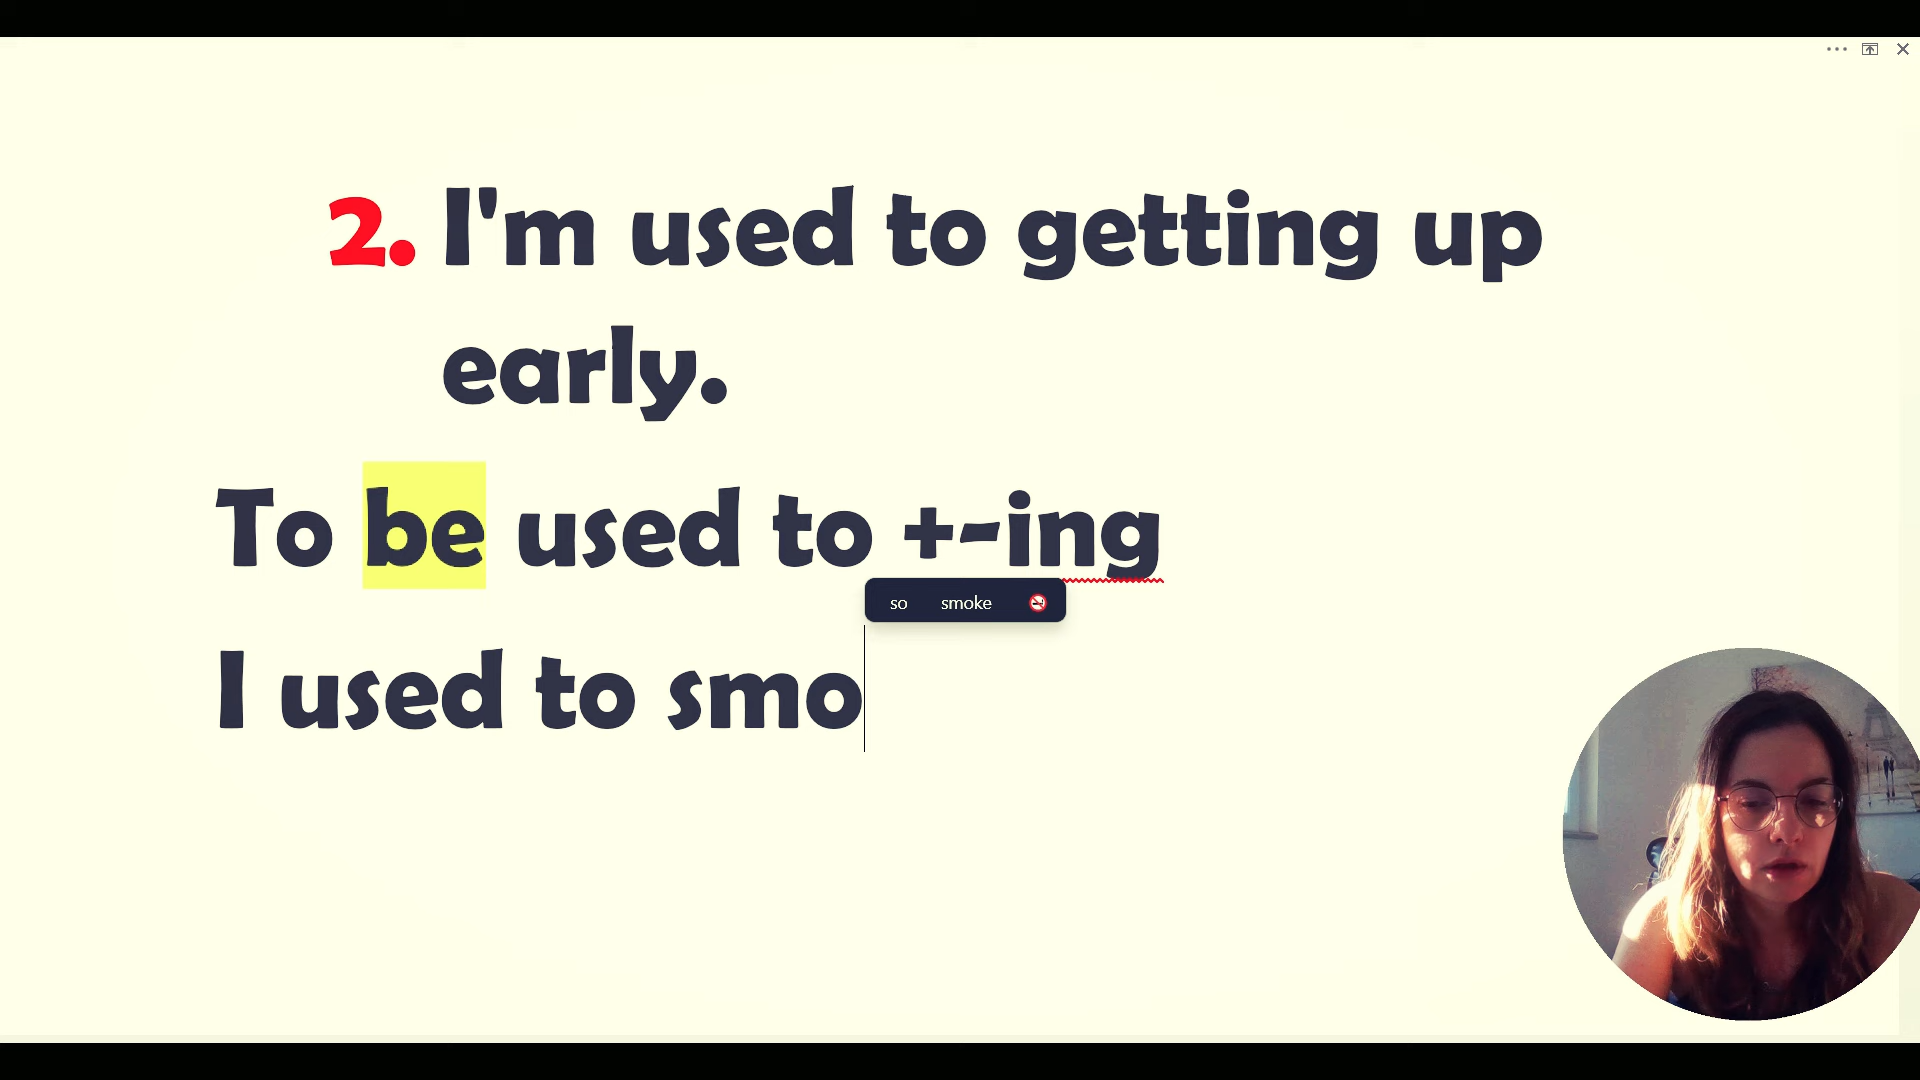 2. I'm used to getting up
early.
To be used to +-ing
so smoke
I used to smo